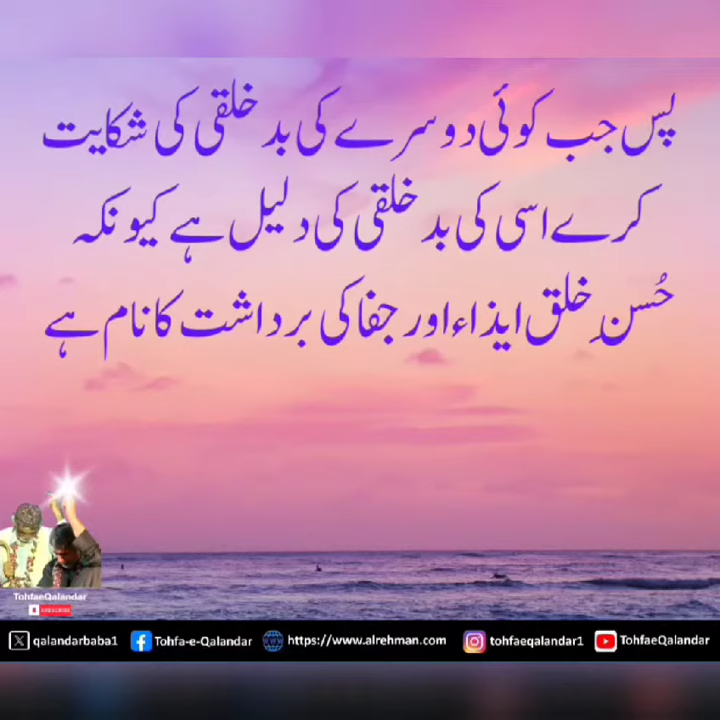 پس جب کوئی دوسرے کی بد خلقی کی شکایت
کرے اسی کی بد خلقی کی دلیل ہے کیونکہ
حُسنِ خلق ایذاء اور جفا کی برداشت کا نام ہے
TohfaeQalandar
SUBSCRIBE
qalandarbaba1 Tohfa-e-Qalandar https://www.alrehman.com tohfaeqalandar1 TohfaeQalandar